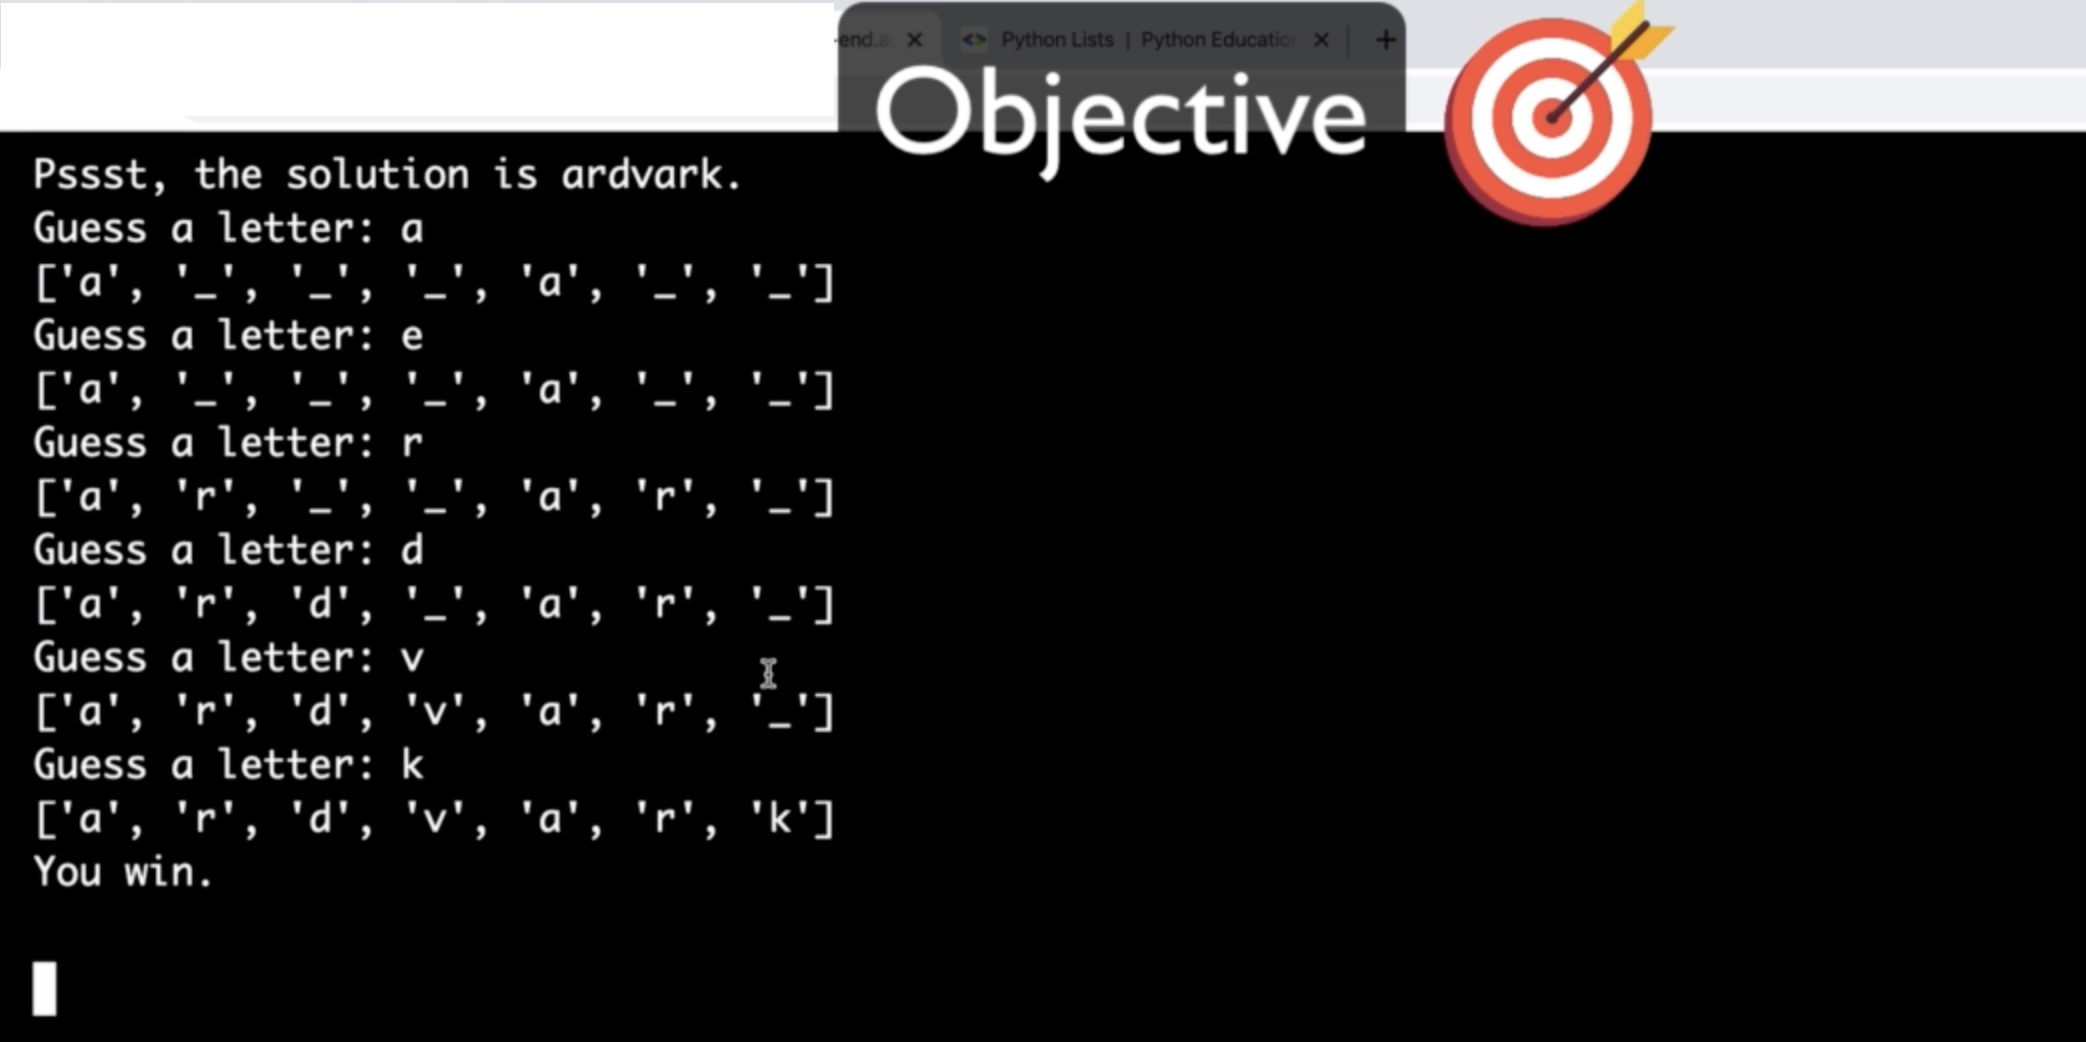 end.a
Python Lists | Python Education
Objective
Pssst, the solution is ardvark.
Guess a letter: a
['a', '_', '_', '_', 'a', '_', '_']
Guess a letter: e
['a', '_', '_', '_', 'a', '_', '_']
Guess a letter: r
['a', 'r', '_', '_', 'a', 'r', '_']
Guess a letter: d
['a', 'r', 'd', '_', 'a', 'r', '_']
Guess a letter: v
['a', 'r', 'd', 'v', 'a', 'r', '_']
Guess a letter: k
['a', 'r', 'd', 'v', 'a', 'r', 'k']
You win.